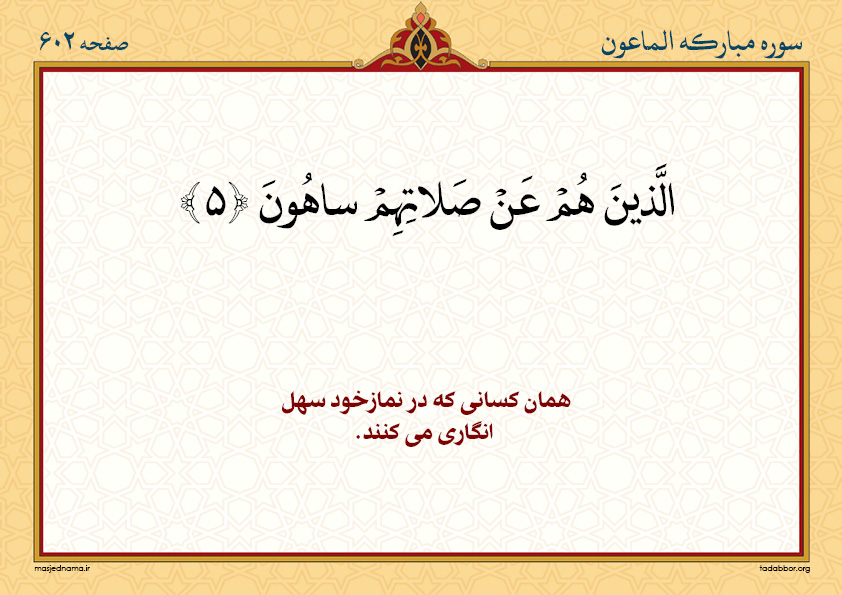 سوره مبارکه الماعون
صفحه ۶۰۲
الَّذينَ هُمْ عَنْ صَلاتِهِمْ ساهُونَ ﴿۵﴾
همان کسانی که در نمازخود سهل
انگاری می کنند.
masjednama.ir
tadabbor.org